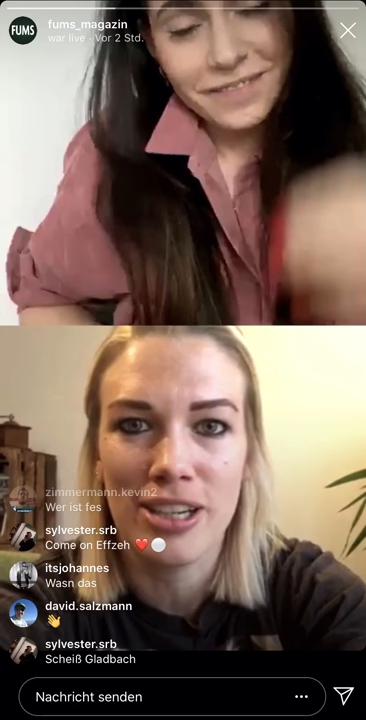 FUMS
fums_magazin
war live · Vor 2 Std.
zimmermann.kevin2
Wer ist fes
sylvester.srb
Come on Effzeh ❤️⚪
itsjohannes
Wasn das
david.salzmann
👋
sylvester.srb
Scheiß Gladbach
Nachricht senden